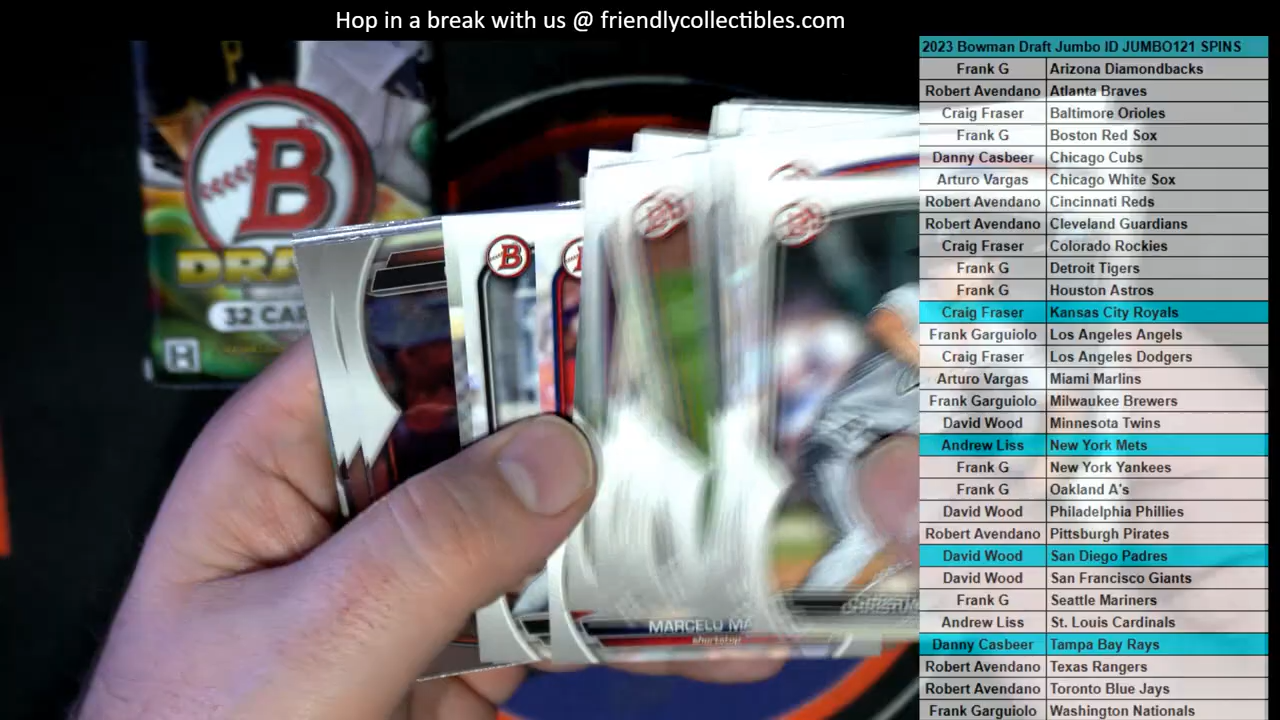 Hop in a break with us @ friendlycollectibles.com
2023 Bowman Draft Jumbo ID JUMBO121 SPINS
Frank G Arizona Diamondbacks
Robert Avendano Atlanta Braves
Craig Fraser Baltimore Orioles
Frank G Boston Red Sox
Danny Casbeer Chicago Cubs
Arturo Vargas Chicago White Sox
Robert Avendano Cincinnati Reds
Robert Avendano Cleveland Guardians
Craig Fraser Colorado Rockies
Frank G Detroit Tigers
Frank G Houston Astros
Craig Fraser Kansas City Royals
Frank Garguiolo Los Angeles Angels
Craig Fraser Los Angeles Dodgers
Arturo Vargas Miami Marlins
Frank Garguiolo Milwaukee Brewers
David Wood Minnesota Twins
Andrew Liss New York Mets
Frank G New York Yankees
Frank G Oakland A's
David Wood Philadelphia Phillies
Robert Avendano Pittsburgh Pirates
David Wood San Diego Padres
David Wood San Francisco Giants
Frank G Seattle Mariners
Andrew Liss St. Louis Cardinals
Danny Casbeer Tampa Bay Rays
Robert Avendano Texas Rangers
Robert Avendano Toronto Blue Jays
Frank Garguiolo Washington Nationals
B
DRA
32 CAR
H
B
MARCELO MA
shortstop